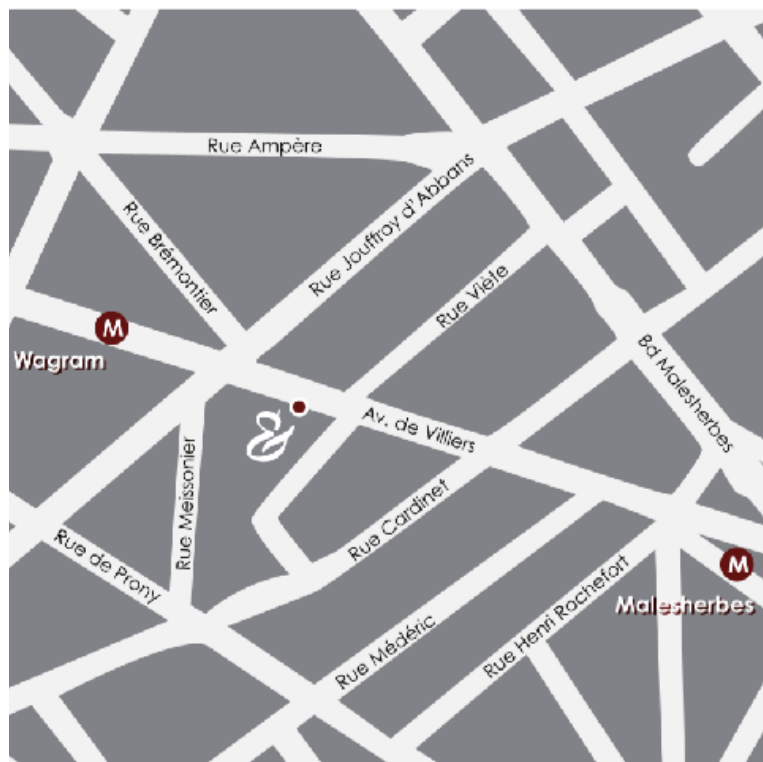 Rue Ampère
Rue Jouffroy d'Abbans
Rue Brémontier
Rue Viète
M
Wagram
Bd Malesherbes
Av. de Villiers
&
Rue Meissonier
Rue Cardinet
Rue de Prony
M
Malesherbes
Rue Médéric
Rue Henri Rochefort